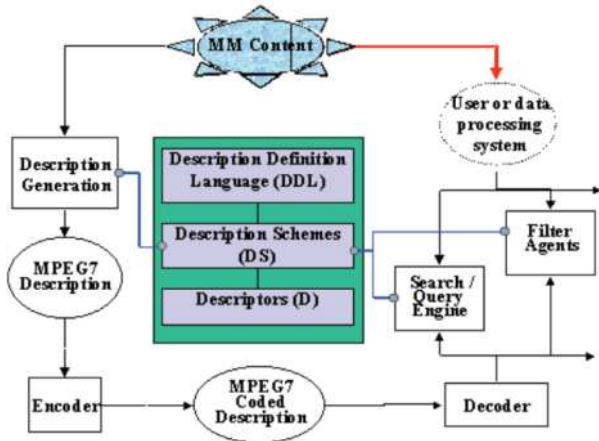 MM Content
User or data
processing
system
Description
Generation
Description Definition
Language (DDL)
Description Schemes
(DS)
Descriptors (D)
Filter
Agents
MPEG7
Description
Search /
Query
Engine
Encoder
MPEG7
Coded
Description
Decoder